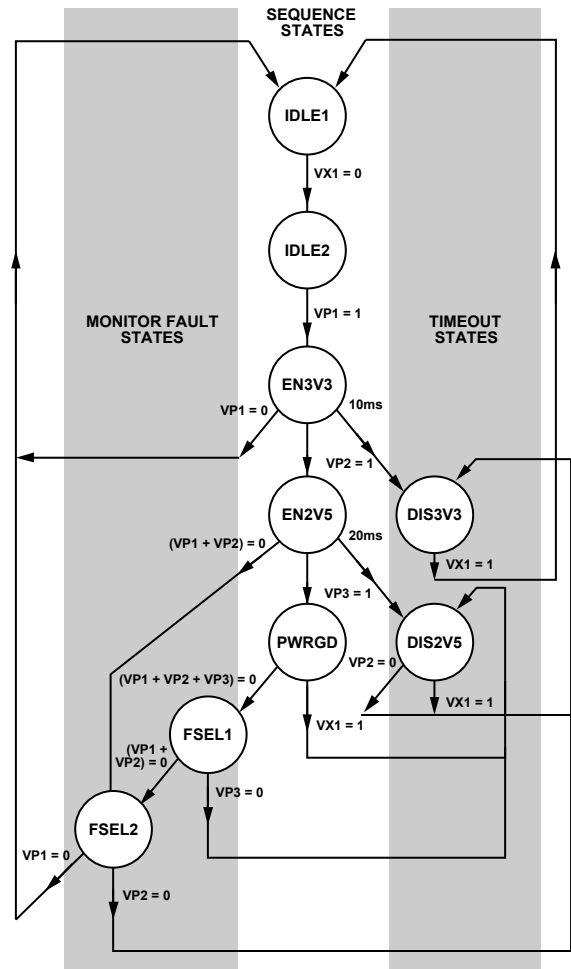 SEQUENCE
STATES
IDLE1
VX1 = 0
IDLE2
VP1 = 1
MONITOR FAULT
STATES
TIMEOUT
STATES
EN3V3
VP1 = 0
10ms
VP2 = 1
EN2V5
DIS3V3
(VP1 + VP2) = 0
20ms
VX1 = 1
VP3 = 1
PWRGD
DIS2V5
VP2 = 0
(VP1 + VP2 + VP3) = 0
VX1 = 1
VX1 = 1
FSEL1
(VP1 +
VP2) = 0
VP3 = 0
FSEL2
VP1 = 0
VP2 = 0